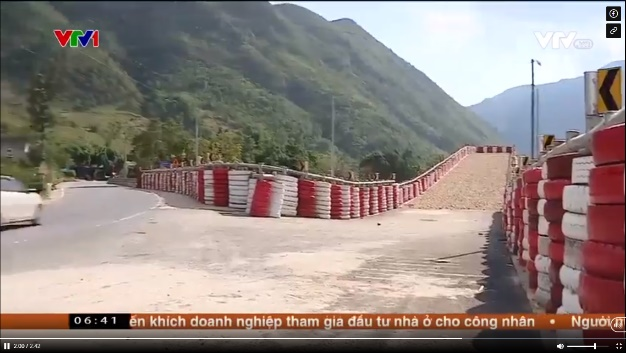 VTV1
VTV
06:41
ến khích doanh nghiệp tham gia đầu tư nhà ở cho công nhân • Người
2:00 / 2:42